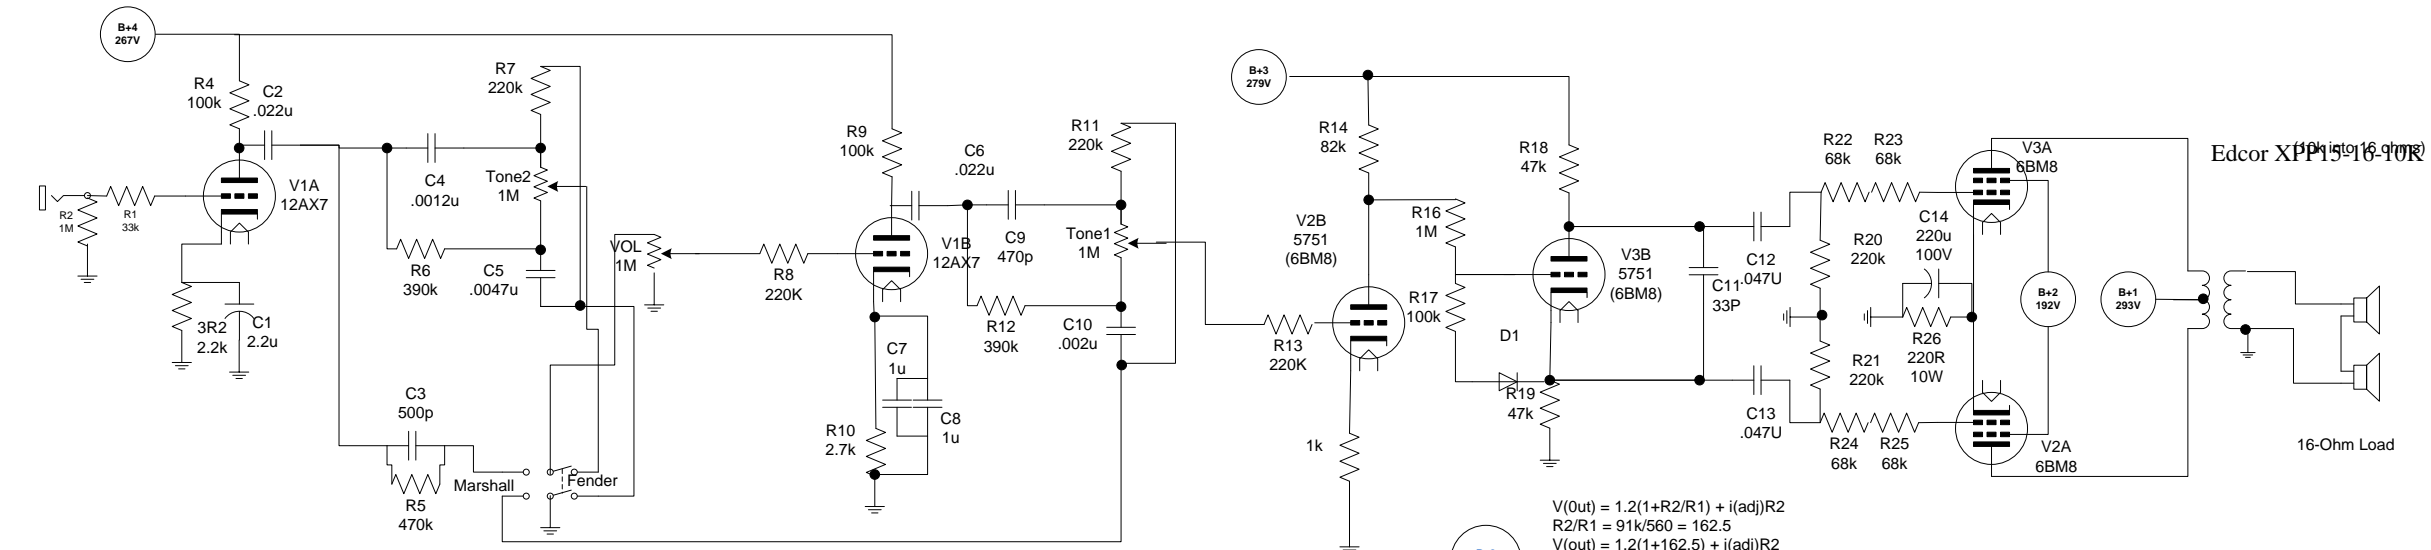 B+4
267V
R4
100k
C2
.022u
R7
220k
C4
.0012u
Tone2
1M
V1A
12AX7
R2
1M
R1
33k
3R2
2.2k
C1
2.2u
R6
390k
C5
.0047u
C3
500p
R5
470k
Marshall
Fender
VOL
1M
R8
220K
R9
100k
V1B
12AX7
C6
.022u
C9
470p
R11
220k
Tone1
1M
R12
390k
C10
.002u
C7
1u
C8
1u
R10
2.7k
B+3
279V
R14
82k
R13
220K
V2B
5751
(6BM8)
1k
R16
1M
R17
100k
D1
R18
47k
V3B
5751
(6BM8)
R19
47k
C11
33P
C12
.047U
C13
.047U
R22
68k
R23
68k
R20
220k
R21
220k
R24
68k
R25
68k
C14
220u
100V
R26
220R
10W
V3A
6BM8
V2A
6BM8
B+2
192V
B+1
293V
Edcor XPP15-16-10K
(10k into 16 ohms)
16-Ohm Load
V(0ut) = 1.2(1+R2/R1) + i(adj)R2
R2/R1 = 91k/560 = 162.5
V(out) = 1.2(1+162.5) + i(adj)R2